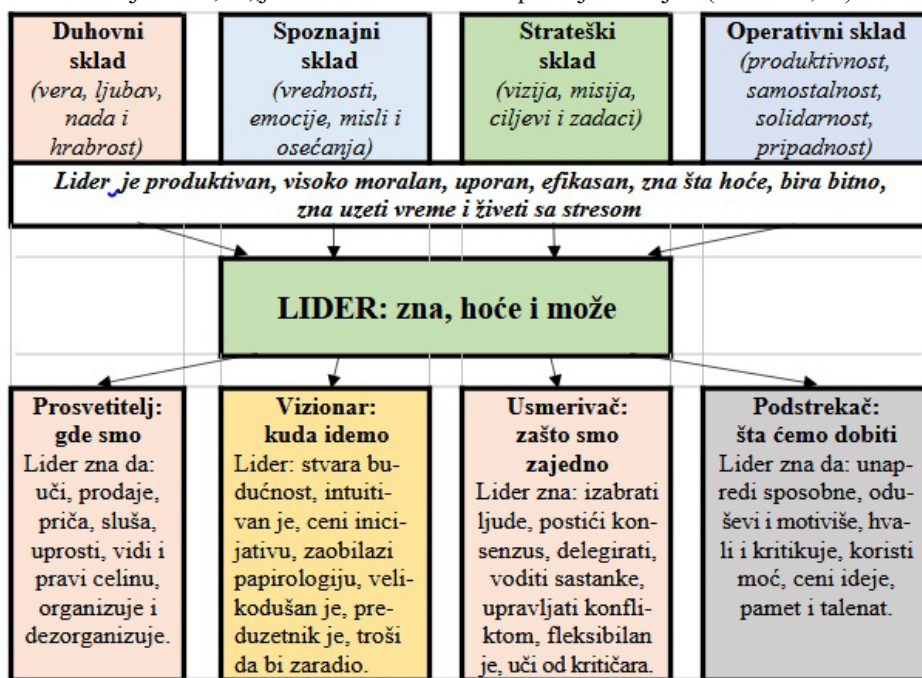 Duhovni
sklad
(vera, ljubav,
nada i
hrabrost)
Spoznajni
sklad
(vrednosti,
emocije, misli i
osećanja)
Strateški
sklad
(vizija, misija,
ciljevi i zadaci)
Operativni sklad
(produktivnost,
samostalnost,
solidarnost,
pripadnost)
Lider je produktivan, visoko moralan, uporan, efikasan, zna šta hoće, bira bitno,
zna uzeti vreme i živeti sa stresom
LIDER: zna, hoće i može
Prosvetitelj:
gde smo
Lider zna da:
uči, prodaje,
priča, sluša,
uprosti, vidi i
pravi celinu,
organizuje i
dezorganizuje.
Vizionar:
kuda idemo
Lider: stvara bu-
dućnost, intuiti-
van je, ceni inici-
jativu, zaobilazi
papirologiju, veli-
kodušan je, pre-
duzetnik je, troši
da bi zaradio.
Usmerivač:
zašto smo
zajedno
Lider zna: izabrati
ljude, postići kon-
senzus, delegirati,
voditi sastanke,
upravljati konfli-
ktom, fleksibilan
je, uči od kritičara.
Podstrekač:
šta ćemo dobiti
Lider zna da: unap-
redi sposobne, odu-
ševi i motiviše, hva-
li i kritikuje, koristi
moć, ceni ideje,
pamet i talenat.